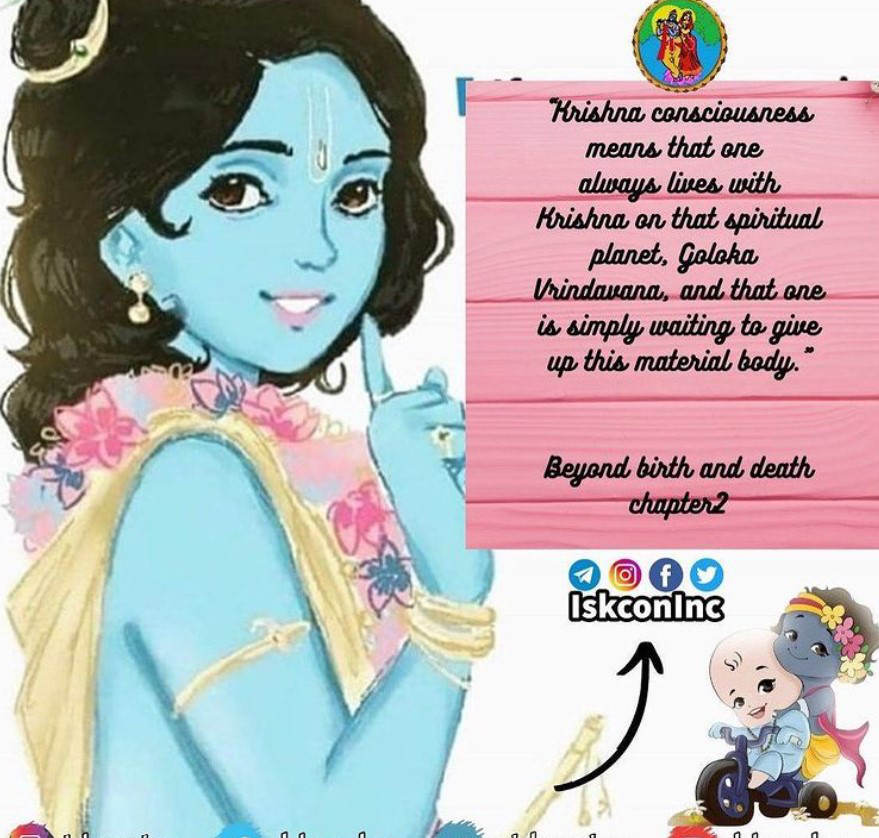 “Krishna consciousness
means that one
always lives with
Krishna on that spiritual
planet, Goloka
Vrindavana, and that one
is simply waiting to give
up this material body.”
Beyond birth and death
chapter2
IskconInc